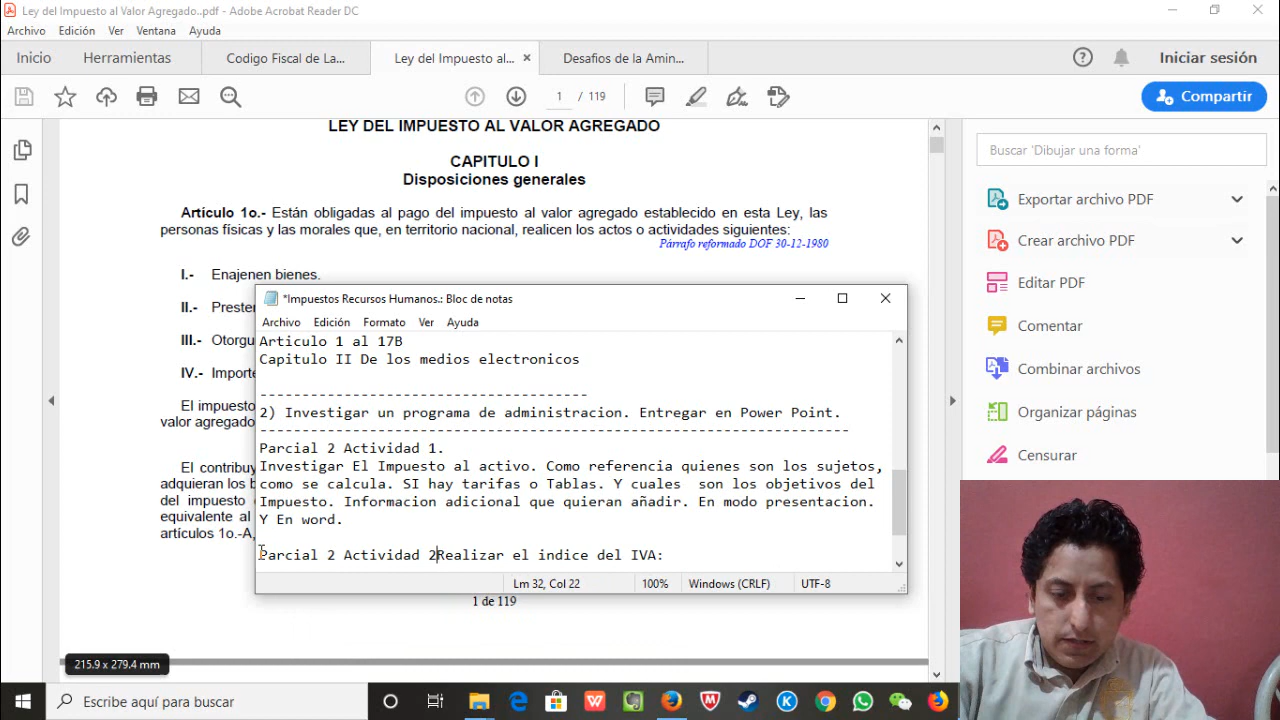 Ley del Impuesto al Valor Agregado..pdf - Adobe Acrobat Reader DC
Archivo Edición Ver Ventana Ayuda
Inicio Herramientas Codigo Fiscal de La... Ley del Impuesto al... Desafios de la Amin... Iniciar sesión
1 / 119 Compartir
LEY DEL IMPUESTO AL VALOR AGREGADO
CAPITULO I
Disposiciones generales
Artículo 1o.- Están obligadas al pago del impuesto al valor agregado establecido en esta Ley, las
personas físicas y las morales que, en territorio nacional, realicen los actos o actividades siguientes:
Párrafo reformado DOF 30-12-1980
I.- Enajenen bienes.
II.- Presten
III.- Otorgu
IV.- Importe
El impuesto
valor agregado
El contribuy
adquieran los b
del impuesto
equivalente al
artículos 1o.-A,
1 de 119
215.9 x 279.4 mm
*Impuestos Recursos Humanos.: Bloc de notas
Archivo Edición Formato Ver Ayuda
Articulo 1 al 17B
Capitulo II De los medios electronicos
---------------------------------------
2) Investigar un programa de administracion. Entregar en Power Point.
----------------------------------------------------------------------
Parcial 2 Actividad 1.
Investigar El Impuesto al activo. Como referencia quienes son los sujetos,
como se calcula. SI hay tarifas o Tablas. Y cuales  son los objetivos del
Impuesto. Informacion adicional que quieran añadir. En modo presentacion.
Y En word.
Parcial 2 Actividad 2Realizar el indice del IVA:
Lm 32, Col 22 100% Windows (CRLF) UTF-8
Buscar 'Dibujar una forma'
Exportar archivo PDF
Crear archivo PDF
Editar PDF
Comentar
Combinar archivos
Organizar páginas
Censurar
Escribe aquí para buscar